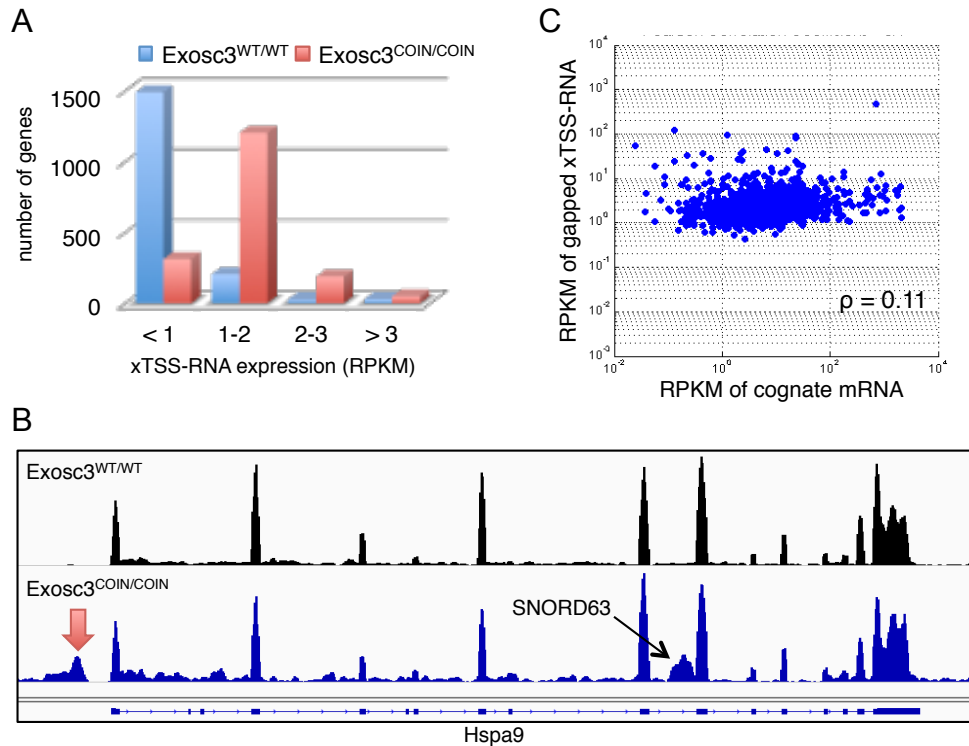 A
Exosc3WT/WT Exosc3COIN/COIN
number of genes
1500
1000
500
0
< 1 1-2 2-3 > 3
xTSS-RNA expression (RPKM)
C
RPKM of gapped xTSS-RNA
10^4
10^3
10^2
10^1
10^0
10^-1
10^-2
10^-3
ρ = 0.11
10^-2 10^0 10^2 10^4
RPKM of cognate mRNA
B
Exosc3WT/WT
Exosc3COIN/COIN
SNORD63
Hspa9